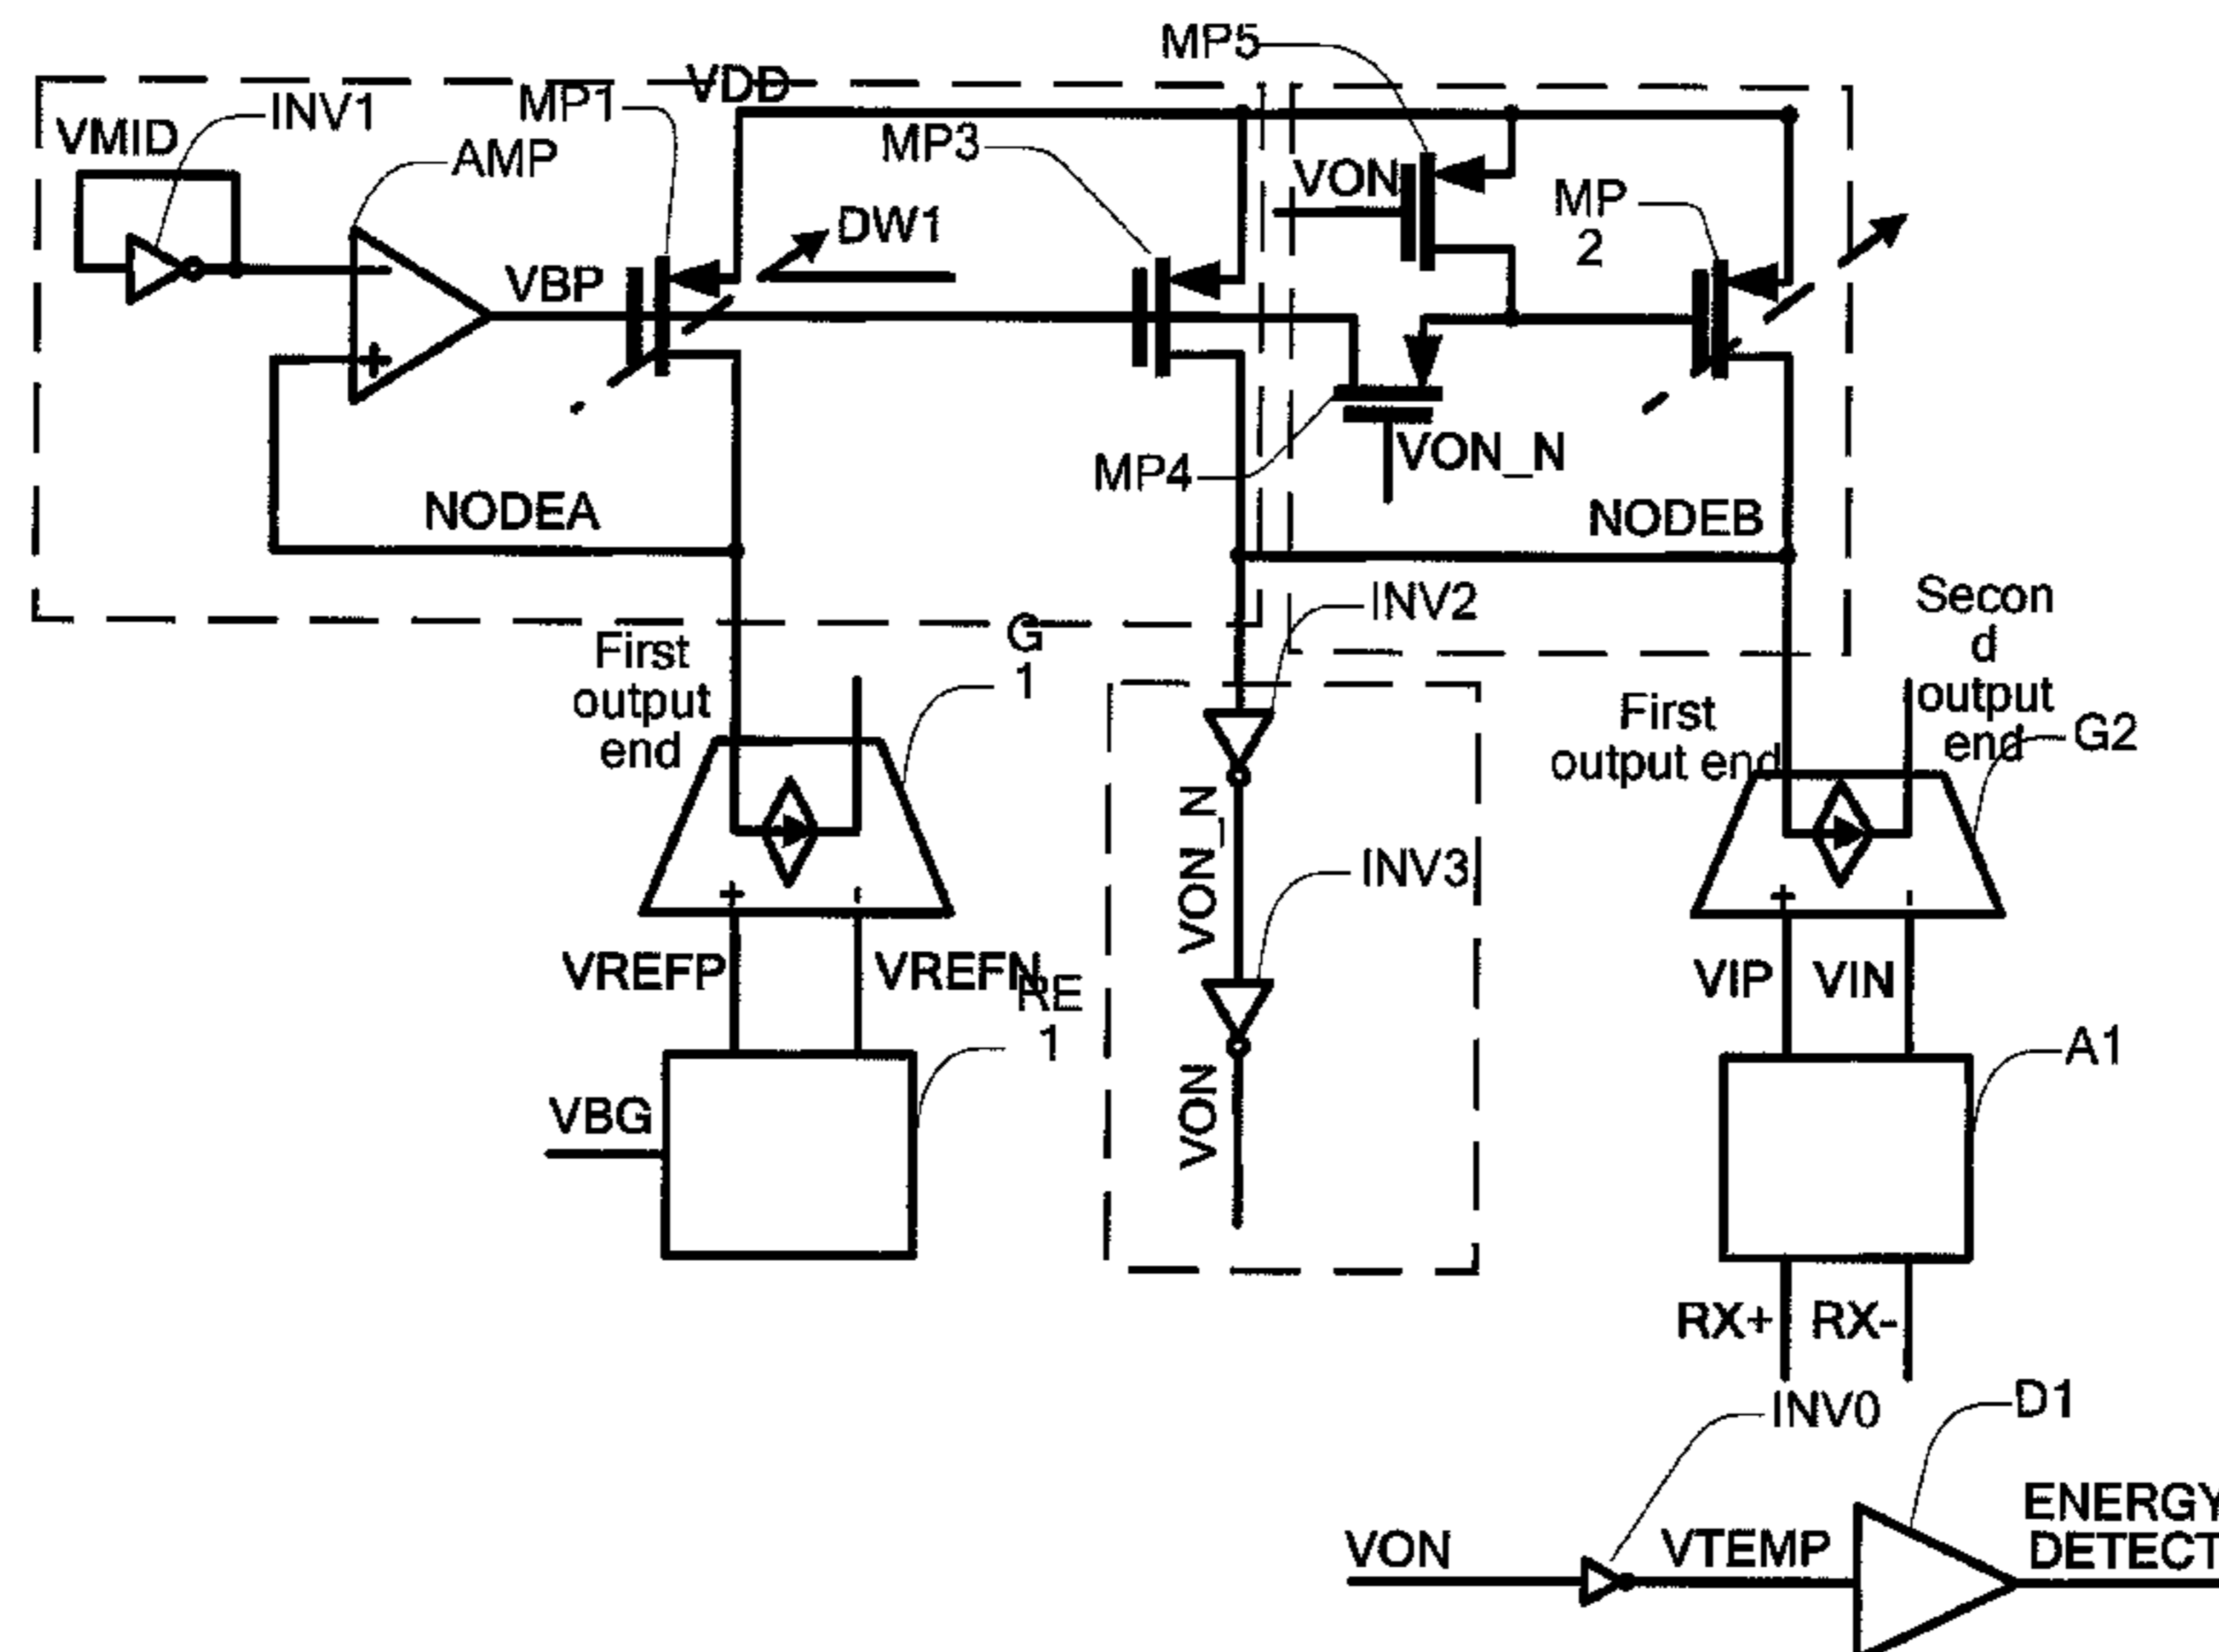 MP5
VDD
MP1
INV1
VMID
AMP
MP3
VON
MP
2
DW1
VBP
VON_N
MP4
NODEA
NODEB
INV2
Secon
d
output
end
First
output
end
G
1
First
output end
G2
VON_N
INV3
VREFP
VREFN
RE
1
VIP
VIN
A1
VBG
VON
RX+
RX-
INV0
D1
VON
VTEMP
ENERGY
DETECT